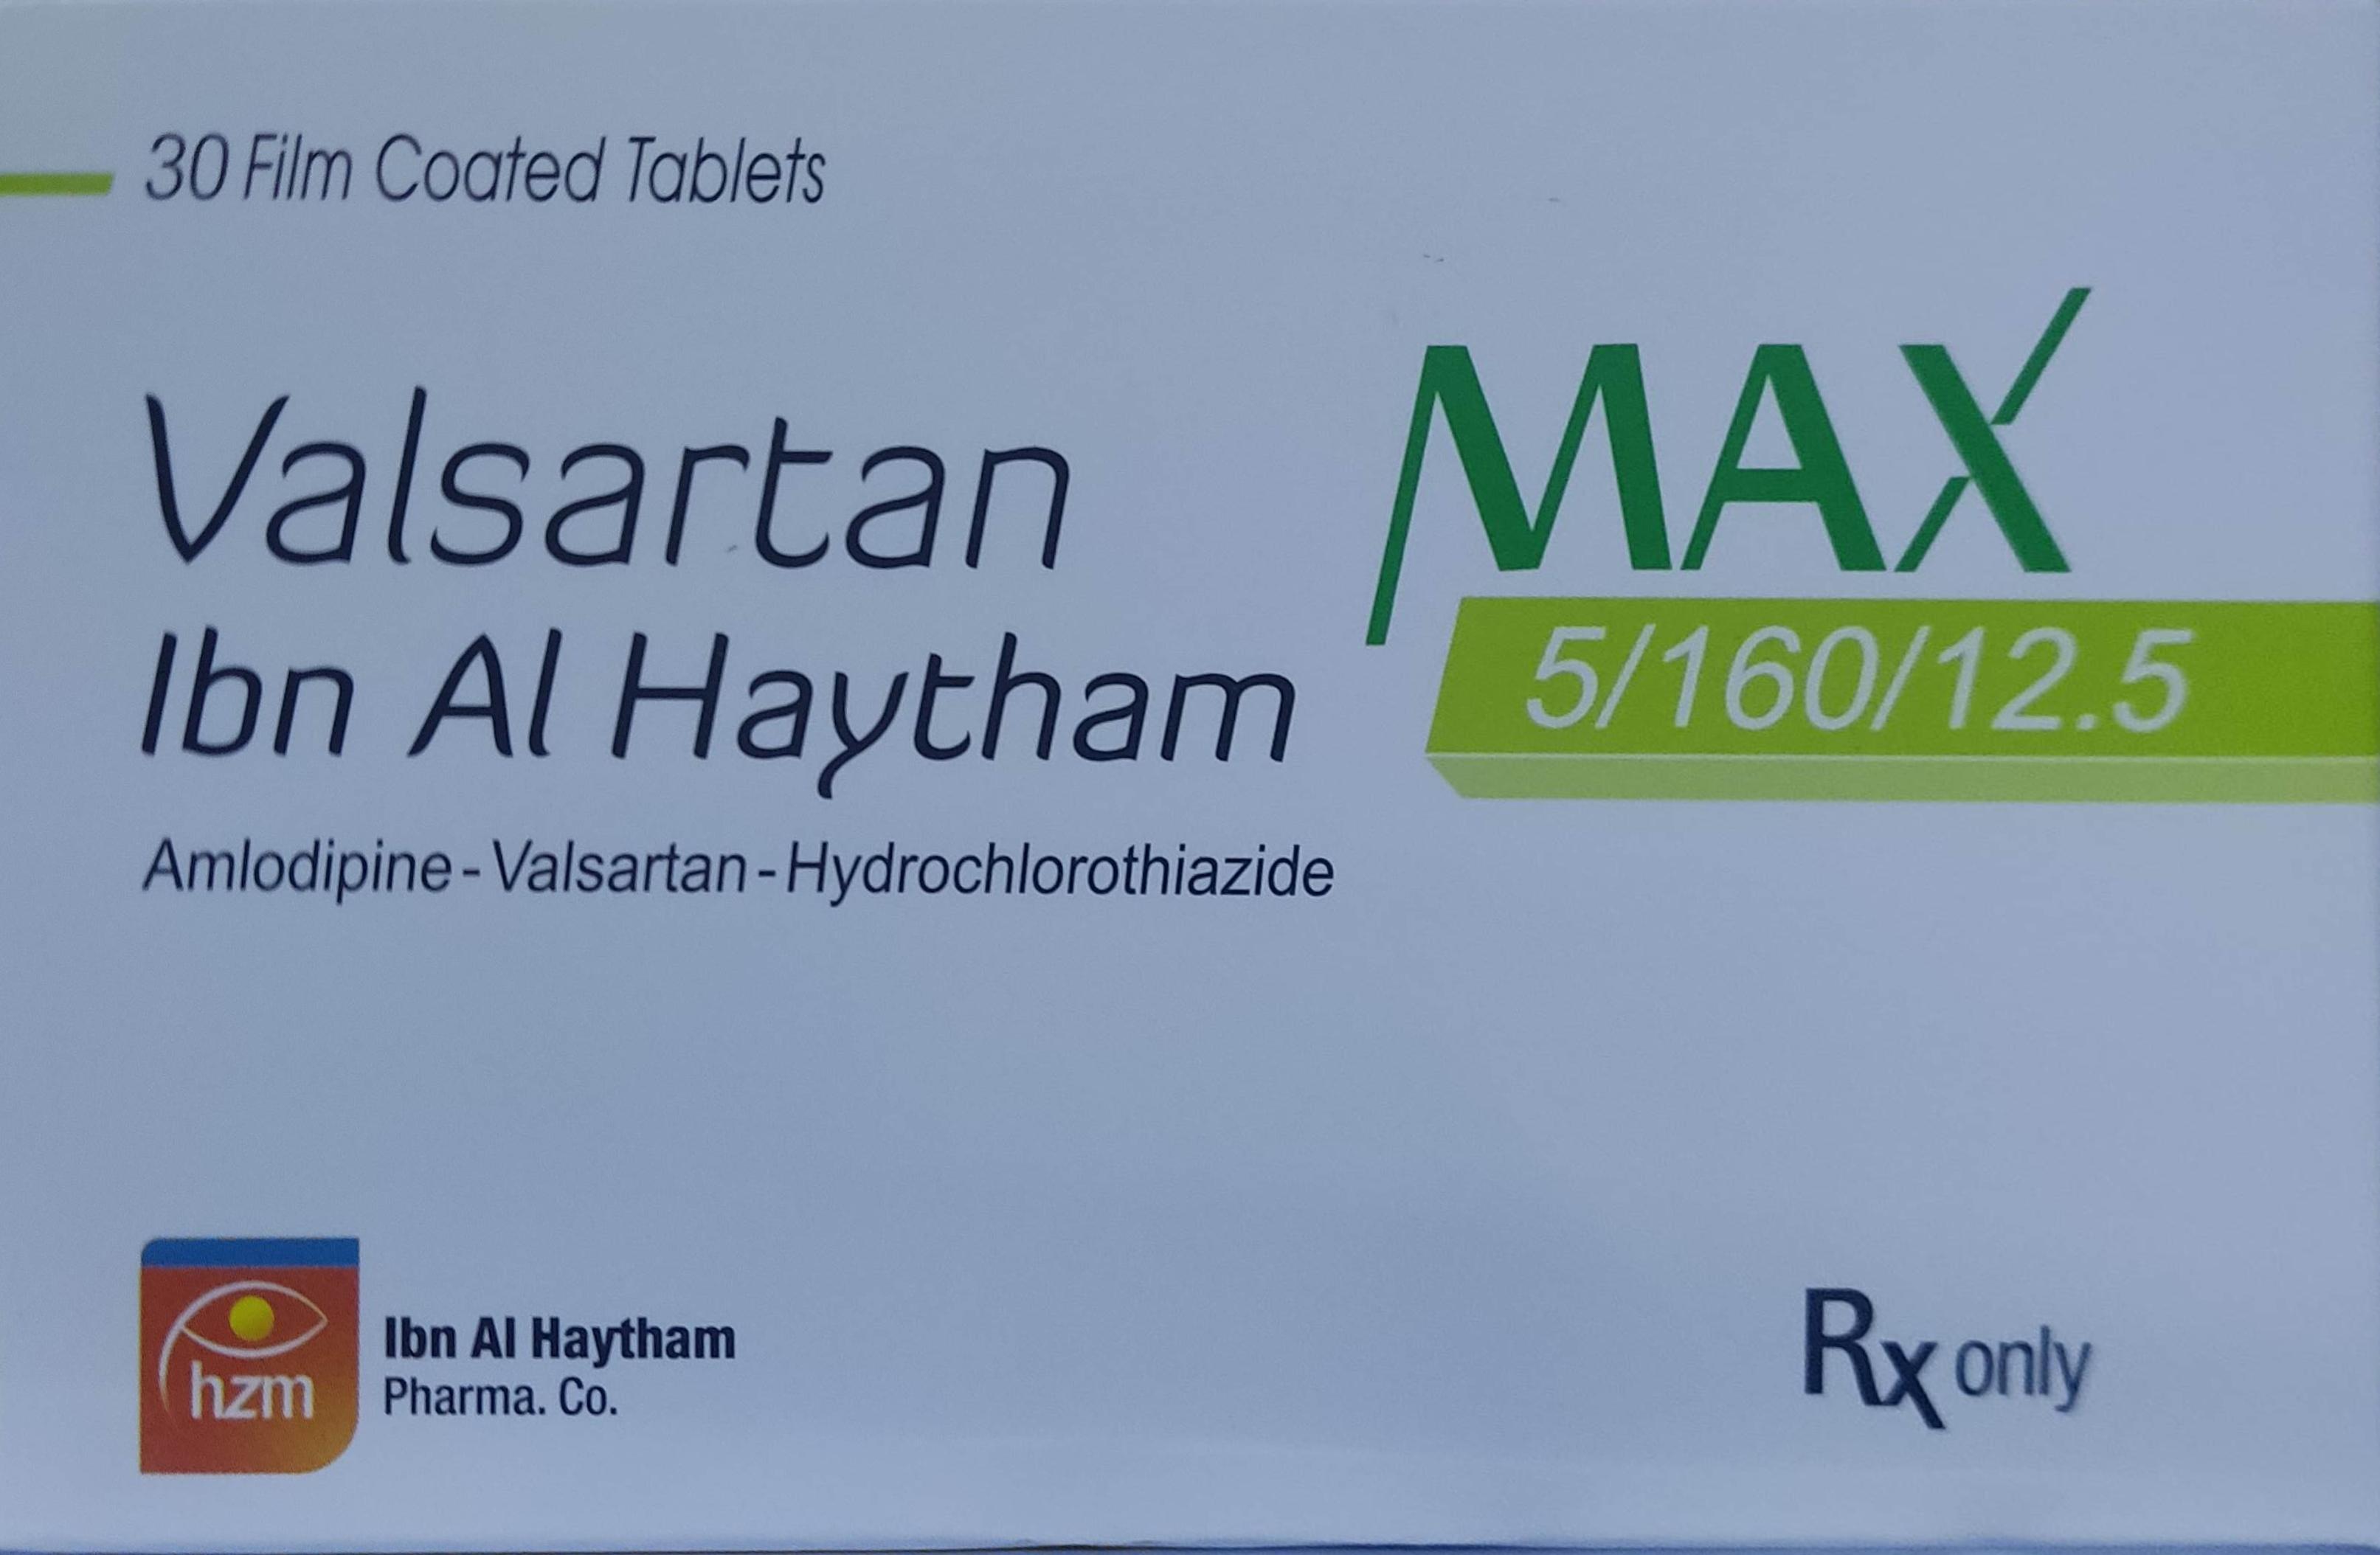 30 Film Coated Tablets
Valsartan
MAX
Ibn Al Haytham
5/160/12.5
Amlodipine - Valsartan - Hydrochlorothiazide
hzm
Ibn Al Haytham
Pharma. Co.
Rx only